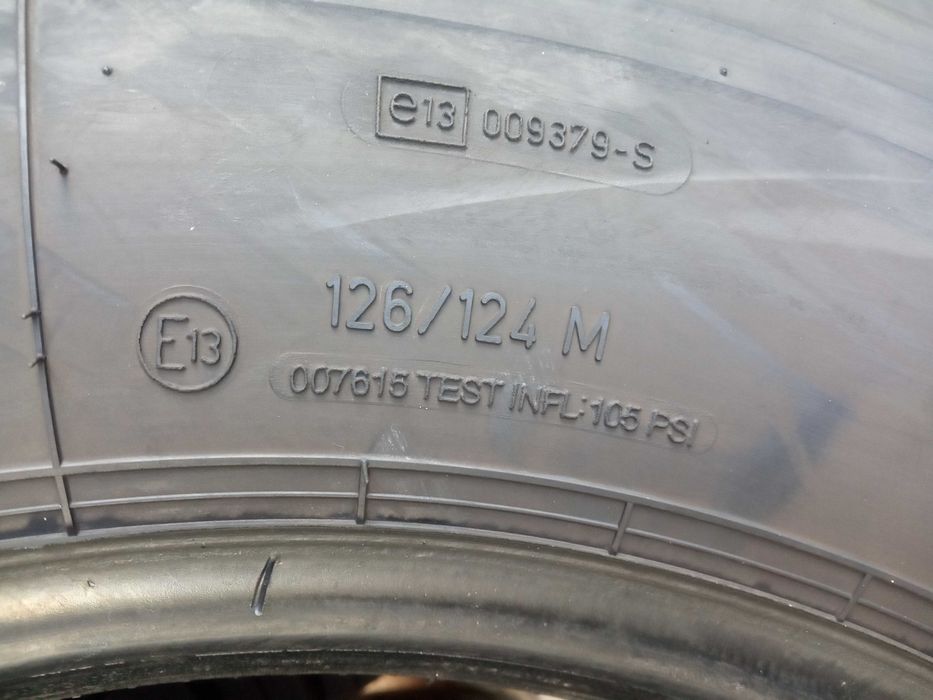 e13 009379-S
126/124 M
E13
007615 TEST INFL:105 PSI